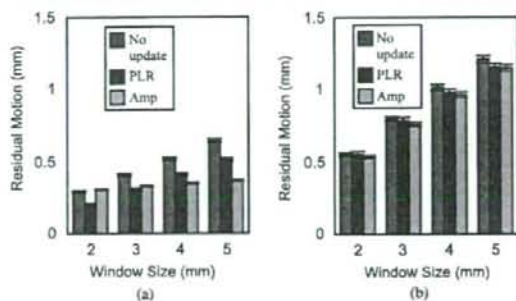 1.5
1
0.5
0
Residual Motion (mm)
No
update
PLR
Amp
2 3 4 5
Window Size (mm)
(a)
1.5
1
0.5
0
Residual Motion (mm)
No
update
PLR
Amp
2 3 4 5
Window Size (mm)
(b)